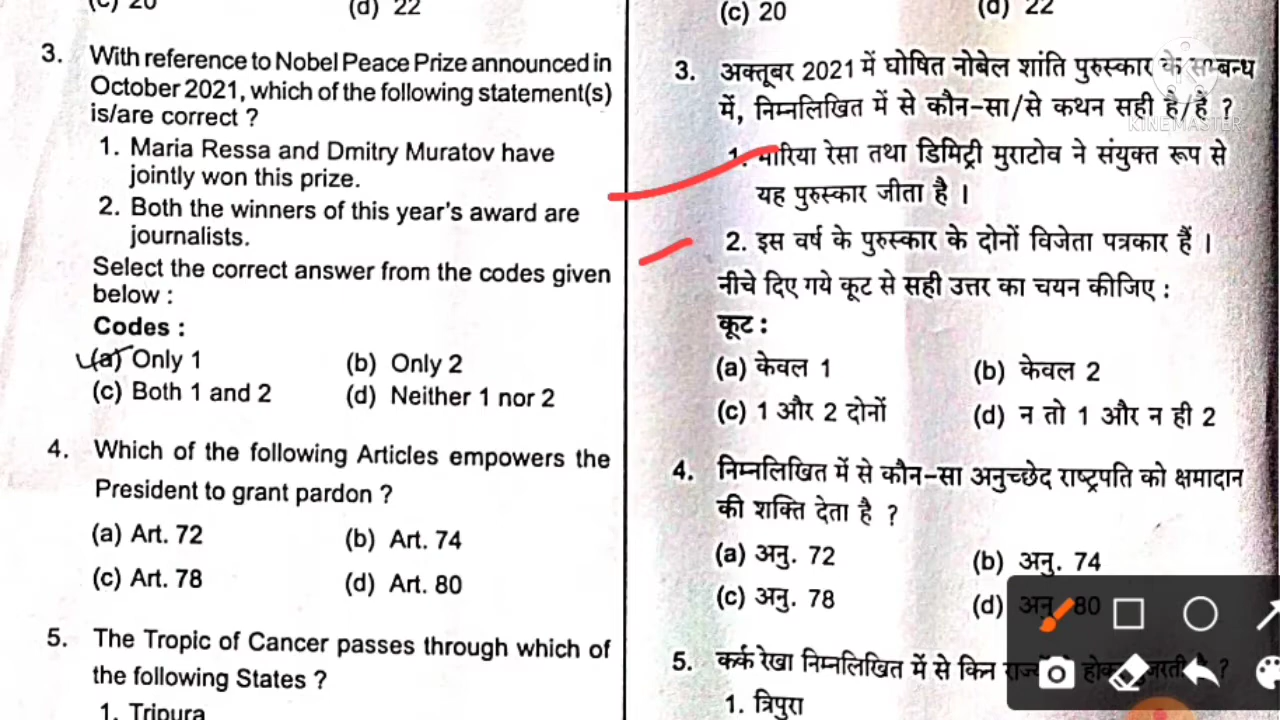 (c) 20 (d) 22
3. With reference to Nobel Peace Prize announced in
October 2021, which of the following statement(s)
is/are correct ?
1. Maria Ressa and Dmitry Muratov have
jointly won this prize.
2. Both the winners of this year's award are
journalists.
Select the correct answer from the codes given
below :
Codes :
(a) Only 1 (b) Only 2
(c) Both 1 and 2 (d) Neither 1 nor 2
4. Which of the following Articles empowers the
President to grant pardon ?
(a) Art. 72 (b) Art. 74
(c) Art. 78 (d) Art. 80
5. The Tropic of Cancer passes through which of
the following States ?
1. Tripura
(c) 20 (d) 22
3. अक्तूबर 2021 में घोषित नोबेल शांति पुरुस्कार के सम्बन्ध
में, निम्नलिखित में से कौन-सा/से कथन सही है/हैं ?
1. मारिया रेसा तथा डिमिट्री मुराटोव ने संयुक्त रूप से
यह पुरुस्कार जीता है ।
2. इस वर्ष के पुरुस्कार के दोनों विजेता पत्रकार हैं ।
नीचे दिए गये कूट से सही उत्तर का चयन कीजिए :
कूट :
(a) केवल 1 (b) केवल 2
(c) 1 और 2 दोनों (d) न तो 1 और न ही 2
4. निम्नलिखित में से कौन-सा अनुच्छेद राष्ट्रपति को क्षमादान
की शक्ति देता है ?
(a) अनु. 72 (b) अनु. 74
(c) अनु. 78 (d) अनु. 80
5. कर्क रेखा निम्नलिखित में से किन
1. त्रिपुरा
KINEMASTER